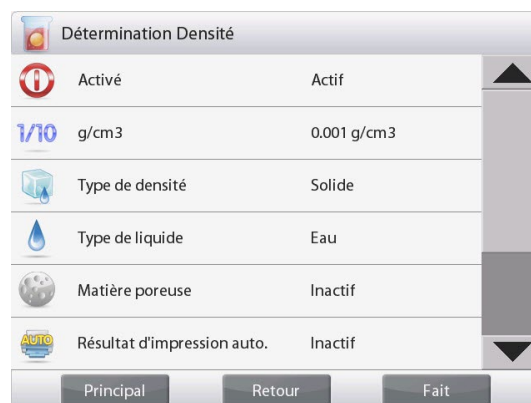 Détermination Densité
Activé Actif
1/10 g/cm3 0.001 g/cm3
Type de densité Solide
Type de liquide Eau
Matière poreuse Inactif
AUTO Résultat d'impression auto. Inactif
Principal Retour Fait